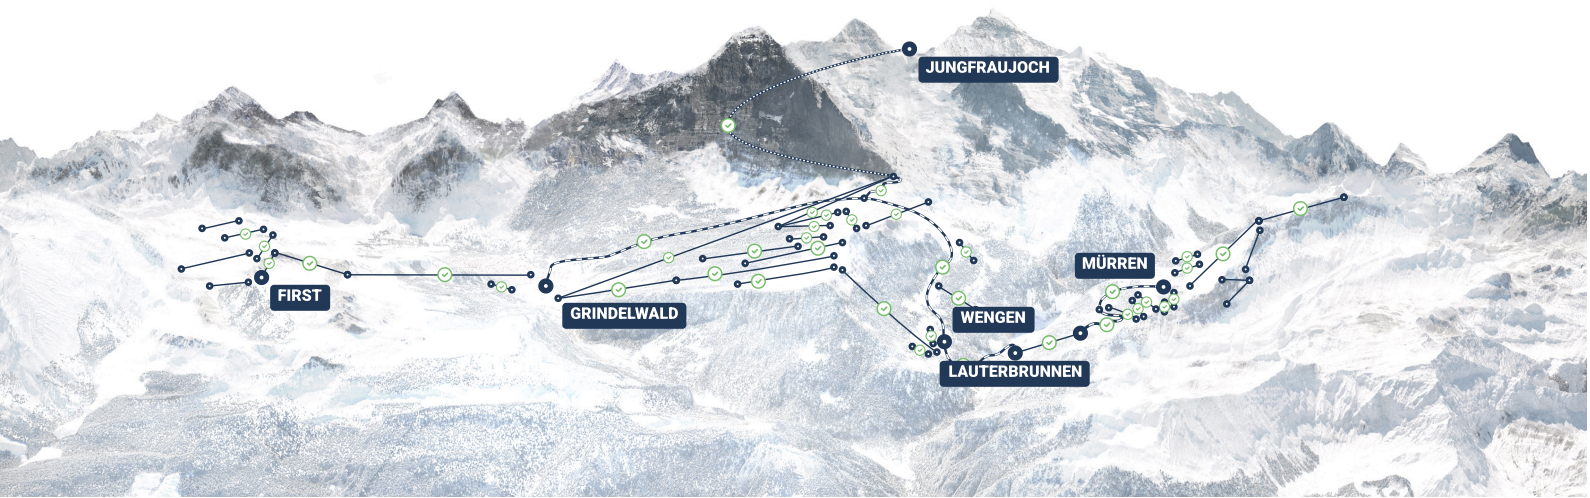 JUNGFRAUJOCH
MÜRREN
FIRST
GRINDELWALD
WENGEN
LAUTERBRUNNEN